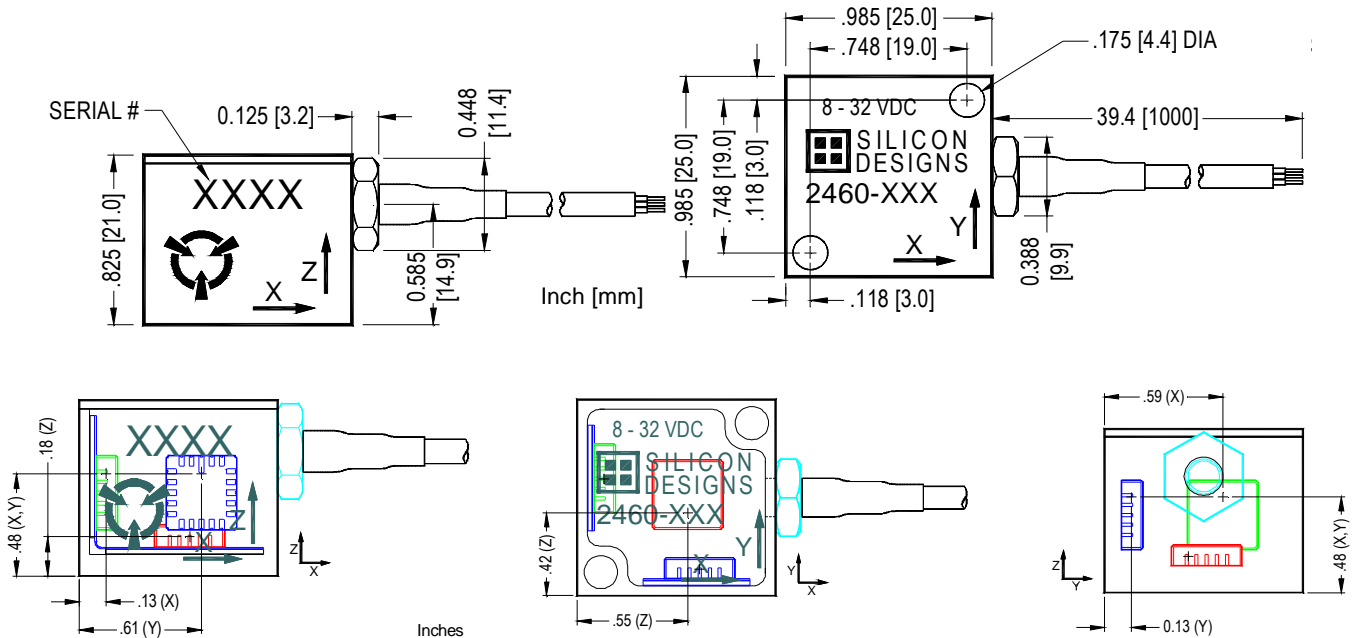 SERIAL #
0.125 [3.2]
0.448
[11.4]
XXXX
.825 [21.0]
Z
X
0.585
[14.9]
Inch [mm]
.985 [25.0]
.748 [19.0]
.175 [4.4] DIA
8 - 32 VDC
SILICON
DESIGNS
2460-XXX
Y
X
.985 [25.0]
.748 [19.0]
.118 [3.0]
39.4 [1000]
0.388
[9.9]
.118 [3.0]
XXXX
Z
X
.18 (Z)
.48 (X,Y)
.13 (X)
.61 (Y)
Z
X
Inches
8 - 32 VDC
SILICON
DESIGNS
2460-XXX
Y
X
.42 (Z)
.55 (Z)
Y
X
.59 (X)
.48 (X,Y)
0.13 (Y)
Z
Y